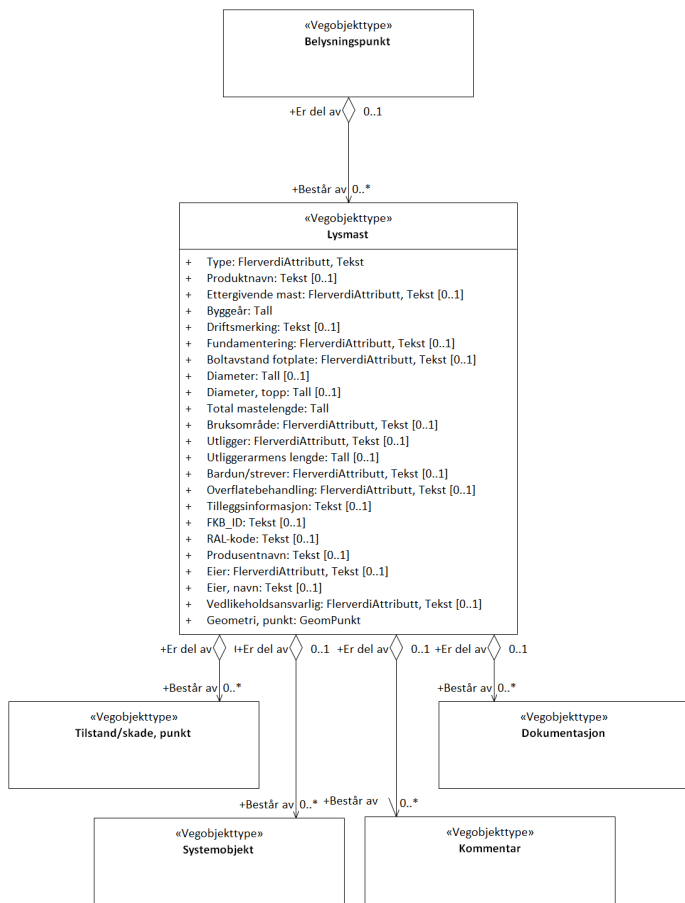 «Vegobjekttype»
Belysningspunkt
+Er del av 0..1
+Består av 0..*
«Vegobjekttype»
Lysmast
+ Type: FlerverdiAttributt, Tekst
+ Produktnavn: Tekst [0..1]
+ Ettergivende mast: FlerverdiAttributt, Tekst [0..1]
+ Byggeår: Tall
+ Driftsmerking: Tekst [0..1]
+ Fundamentering: FlerverdiAttributt, Tekst [0..1]
+ Boltavstand fotplate: FlerverdiAttributt, Tekst [0..1]
+ Diameter: Tall [0..1]
+ Diameter, topp: Tall [0..1]
+ Total mastelengde: Tall
+ Bruksområde: FlerverdiAttributt, Tekst [0..1]
+ Utligger: FlerverdiAttributt, Tekst [0..1]
+ Utliggerarmens lengde: Tall [0..1]
+ Bardun/strever: FlerverdiAttributt, Tekst [0..1]
+ Overflatebehandling: FlerverdiAttributt, Tekst [0..1]
+ Tilleggsinformasjon: Tekst [0..1]
+ FKB_ID: Tekst [0..1]
+ RAL-kode: Tekst [0..1]
+ Produsentnavn: Tekst [0..1]
+ Eier: FlerverdiAttributt, Tekst [0..1]
+ Eier, navn: Tekst [0..1]
+ Vedlikeholdsansvarlig: FlerverdiAttributt, Tekst [0..1]
+ Geometri, punkt: GeomPunkt
+Er del av +Er del av 0..1 +Er del av 0..1 +Er del av 0..1
+Består av 0..* +Består av 0..*
«Vegobjekttype» «Vegobjekttype»
Tilstand/skade, punkt Dokumentasjon
+Består av 0..* +Består av 0..*
«Vegobjekttype» «Vegobjekttype»
Systemobjekt Kommentar